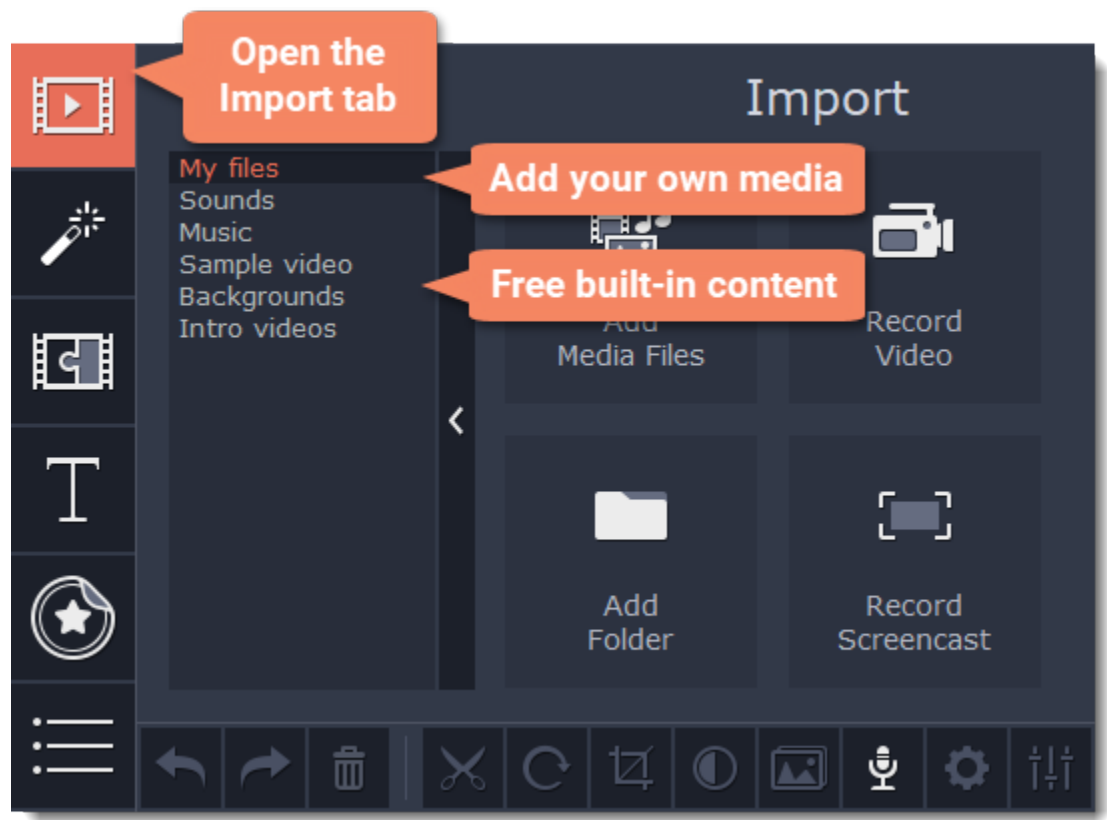 Open the
Import tab
Import
My files
Sounds
Music
Sample video
Backgrounds
Intro videos
Add your own media
Free built-in content
Add
Media Files
Record
Video
Add
Folder
Record
Screencast
T